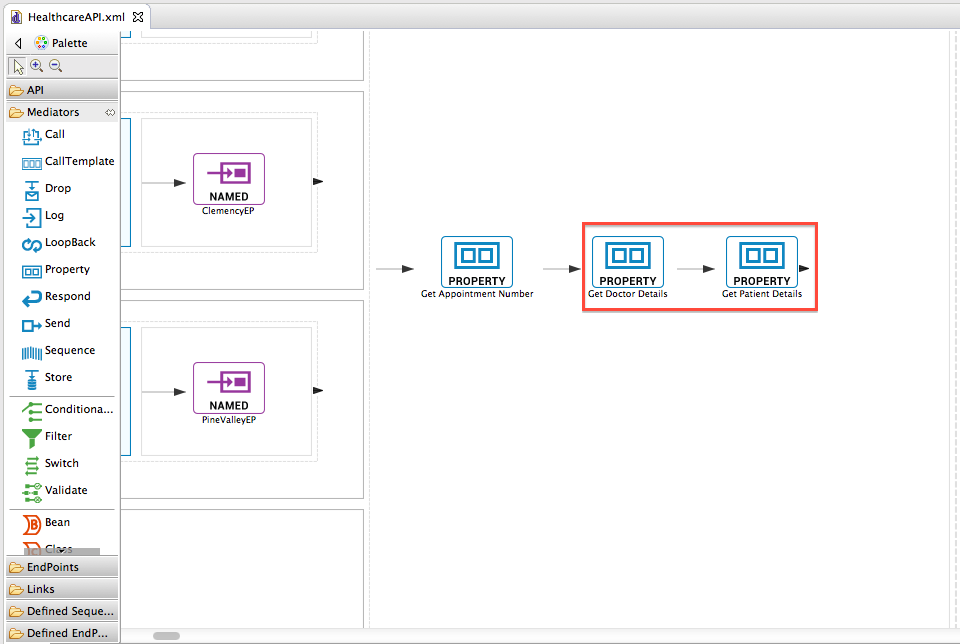 HealthcareAPI.xml
Palette
API
Mediators
Call
CallTemplate
Drop
Log
LoopBack
Property
Respond
Send
Sequence
Store
Conditiona...
Filter
Switch
Validate
Bean
Class
EndPoints
Links
Defined Seque...
Defined EndP...
NAMED
ClemencyEP
NAMED
PineValleyEP
PROPERTY
Get Appointment Number
PROPERTY
Get Doctor Details
PROPERTY
Get Patient Details